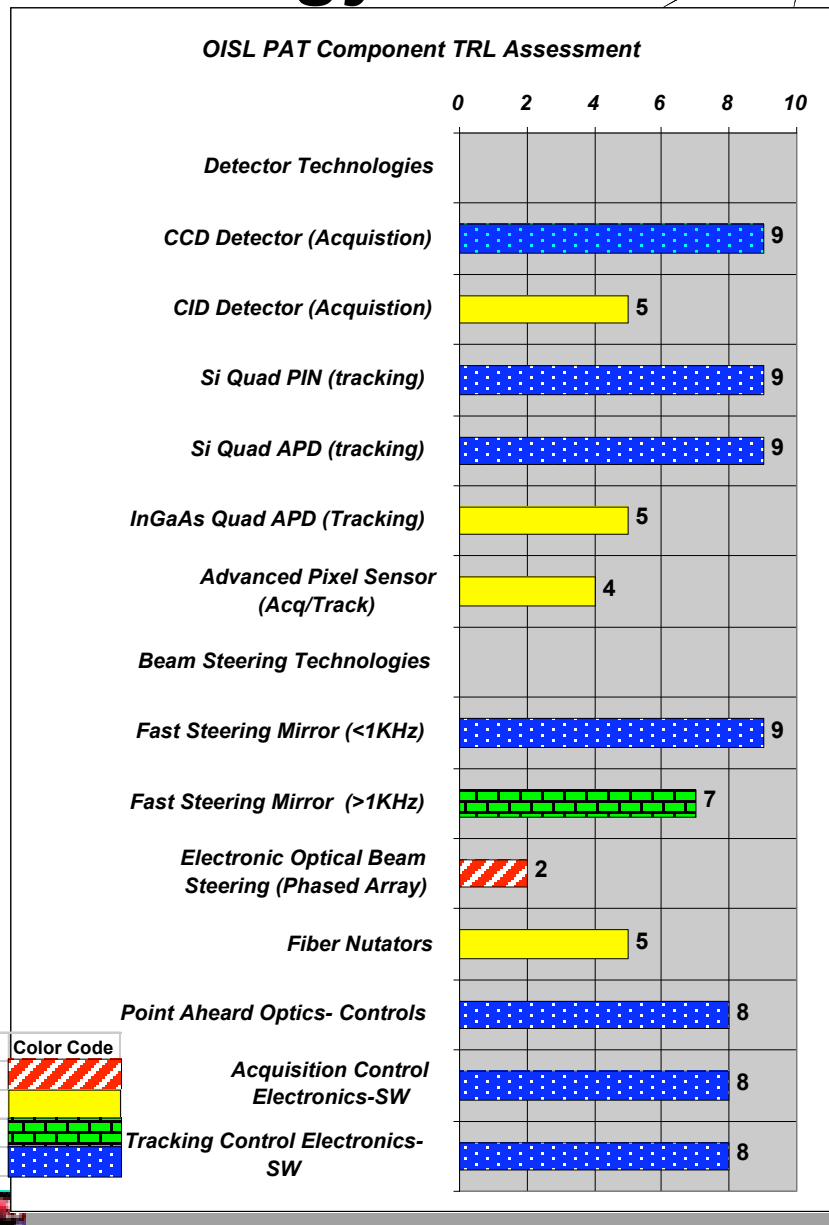 OISL PAT Component TRL Assessment
0 2 4 6 8 10
Detector Technologies
CCD Detector (Acquistion) 9
CID Detector (Acquistion) 5
Si Quad PIN (tracking) 9
Si Quad APD (tracking) 9
InGaAs Quad APD (Tracking) 5
Advanced Pixel Sensor
(Acq/Track) 4
Beam Steering Technologies
Fast Steering Mirror (<1KHz) 9
Fast Steering Mirror (>1KHz) 7
Electronic Optical Beam
Steering (Phased Array) 2
Fiber Nutators 5
Point Aheard Optics- Controls 8
Acquisition Control
Electronics-SW 8
Tracking Control Electronics-
SW 8
Color Code